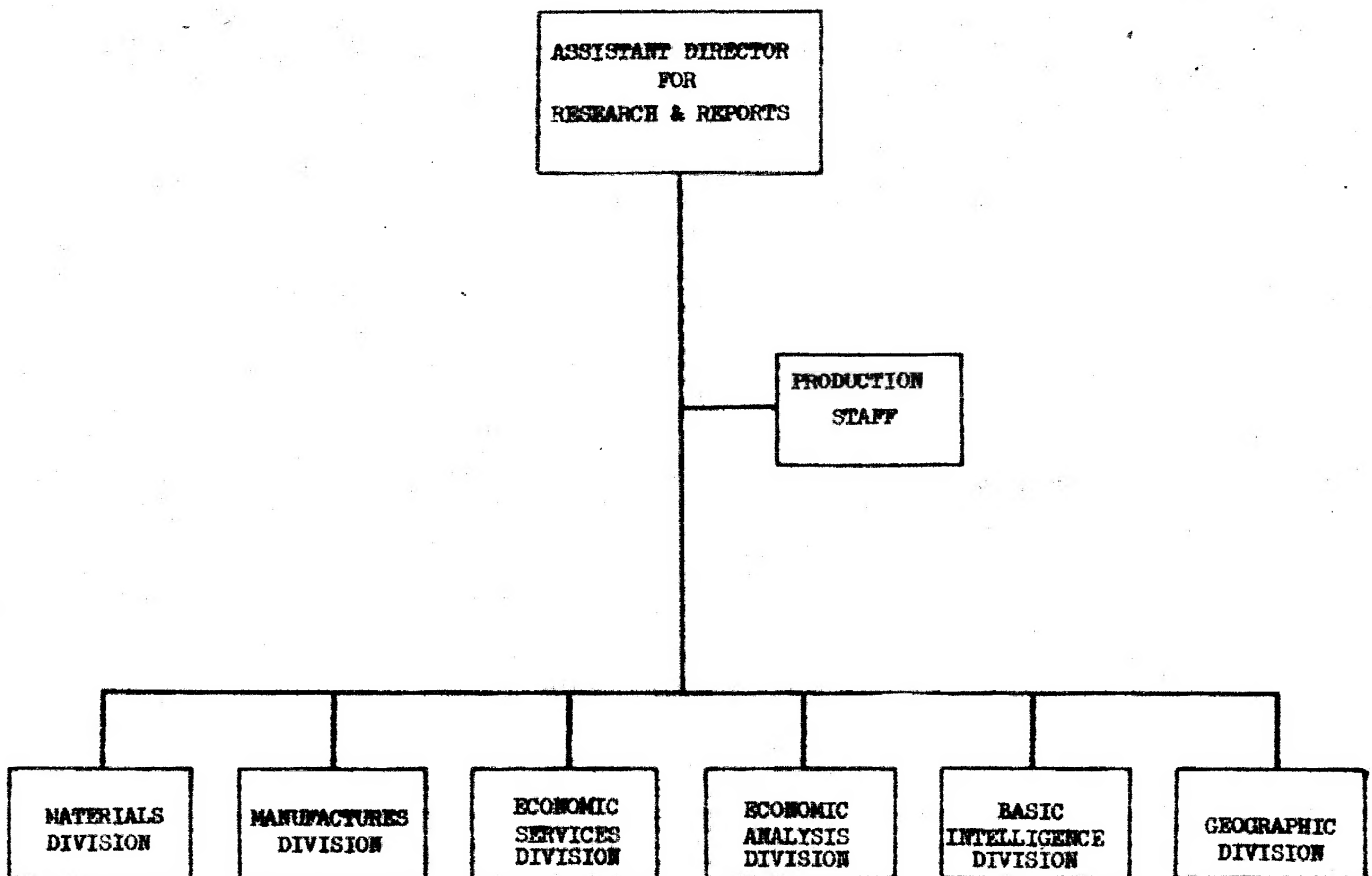 ASSISTANT DIRECTOR
FOR
RESEARCH & REPORTS
PRODUCTION
STAFF
MATERIALS
DIVISION
MANUFACTURES
DIVISION
ECONOMIC
SERVICES
DIVISION
ECONOMIC
ANALYSIS
DIVISION
BASIC
INTELLIGENCE
DIVISION
GEOGRAPHIC
DIVISION